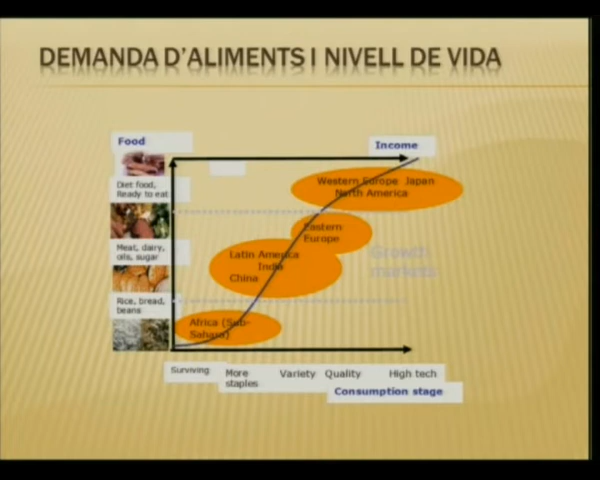 DEMANDA D'ALIMENTS I NIVELL DE VIDA
Food
Income
Diet food,
Ready to eat
Western Europe Japan
North America
Eastern
Europe
Meat, dairy,
oils, sugar
Latin America
India
China
Growth
markets
Rice, bread,
beans
Africa (Sub-
Sahara)
Surviving
More
staples
Variety
Quality
High tech
Consumption stage